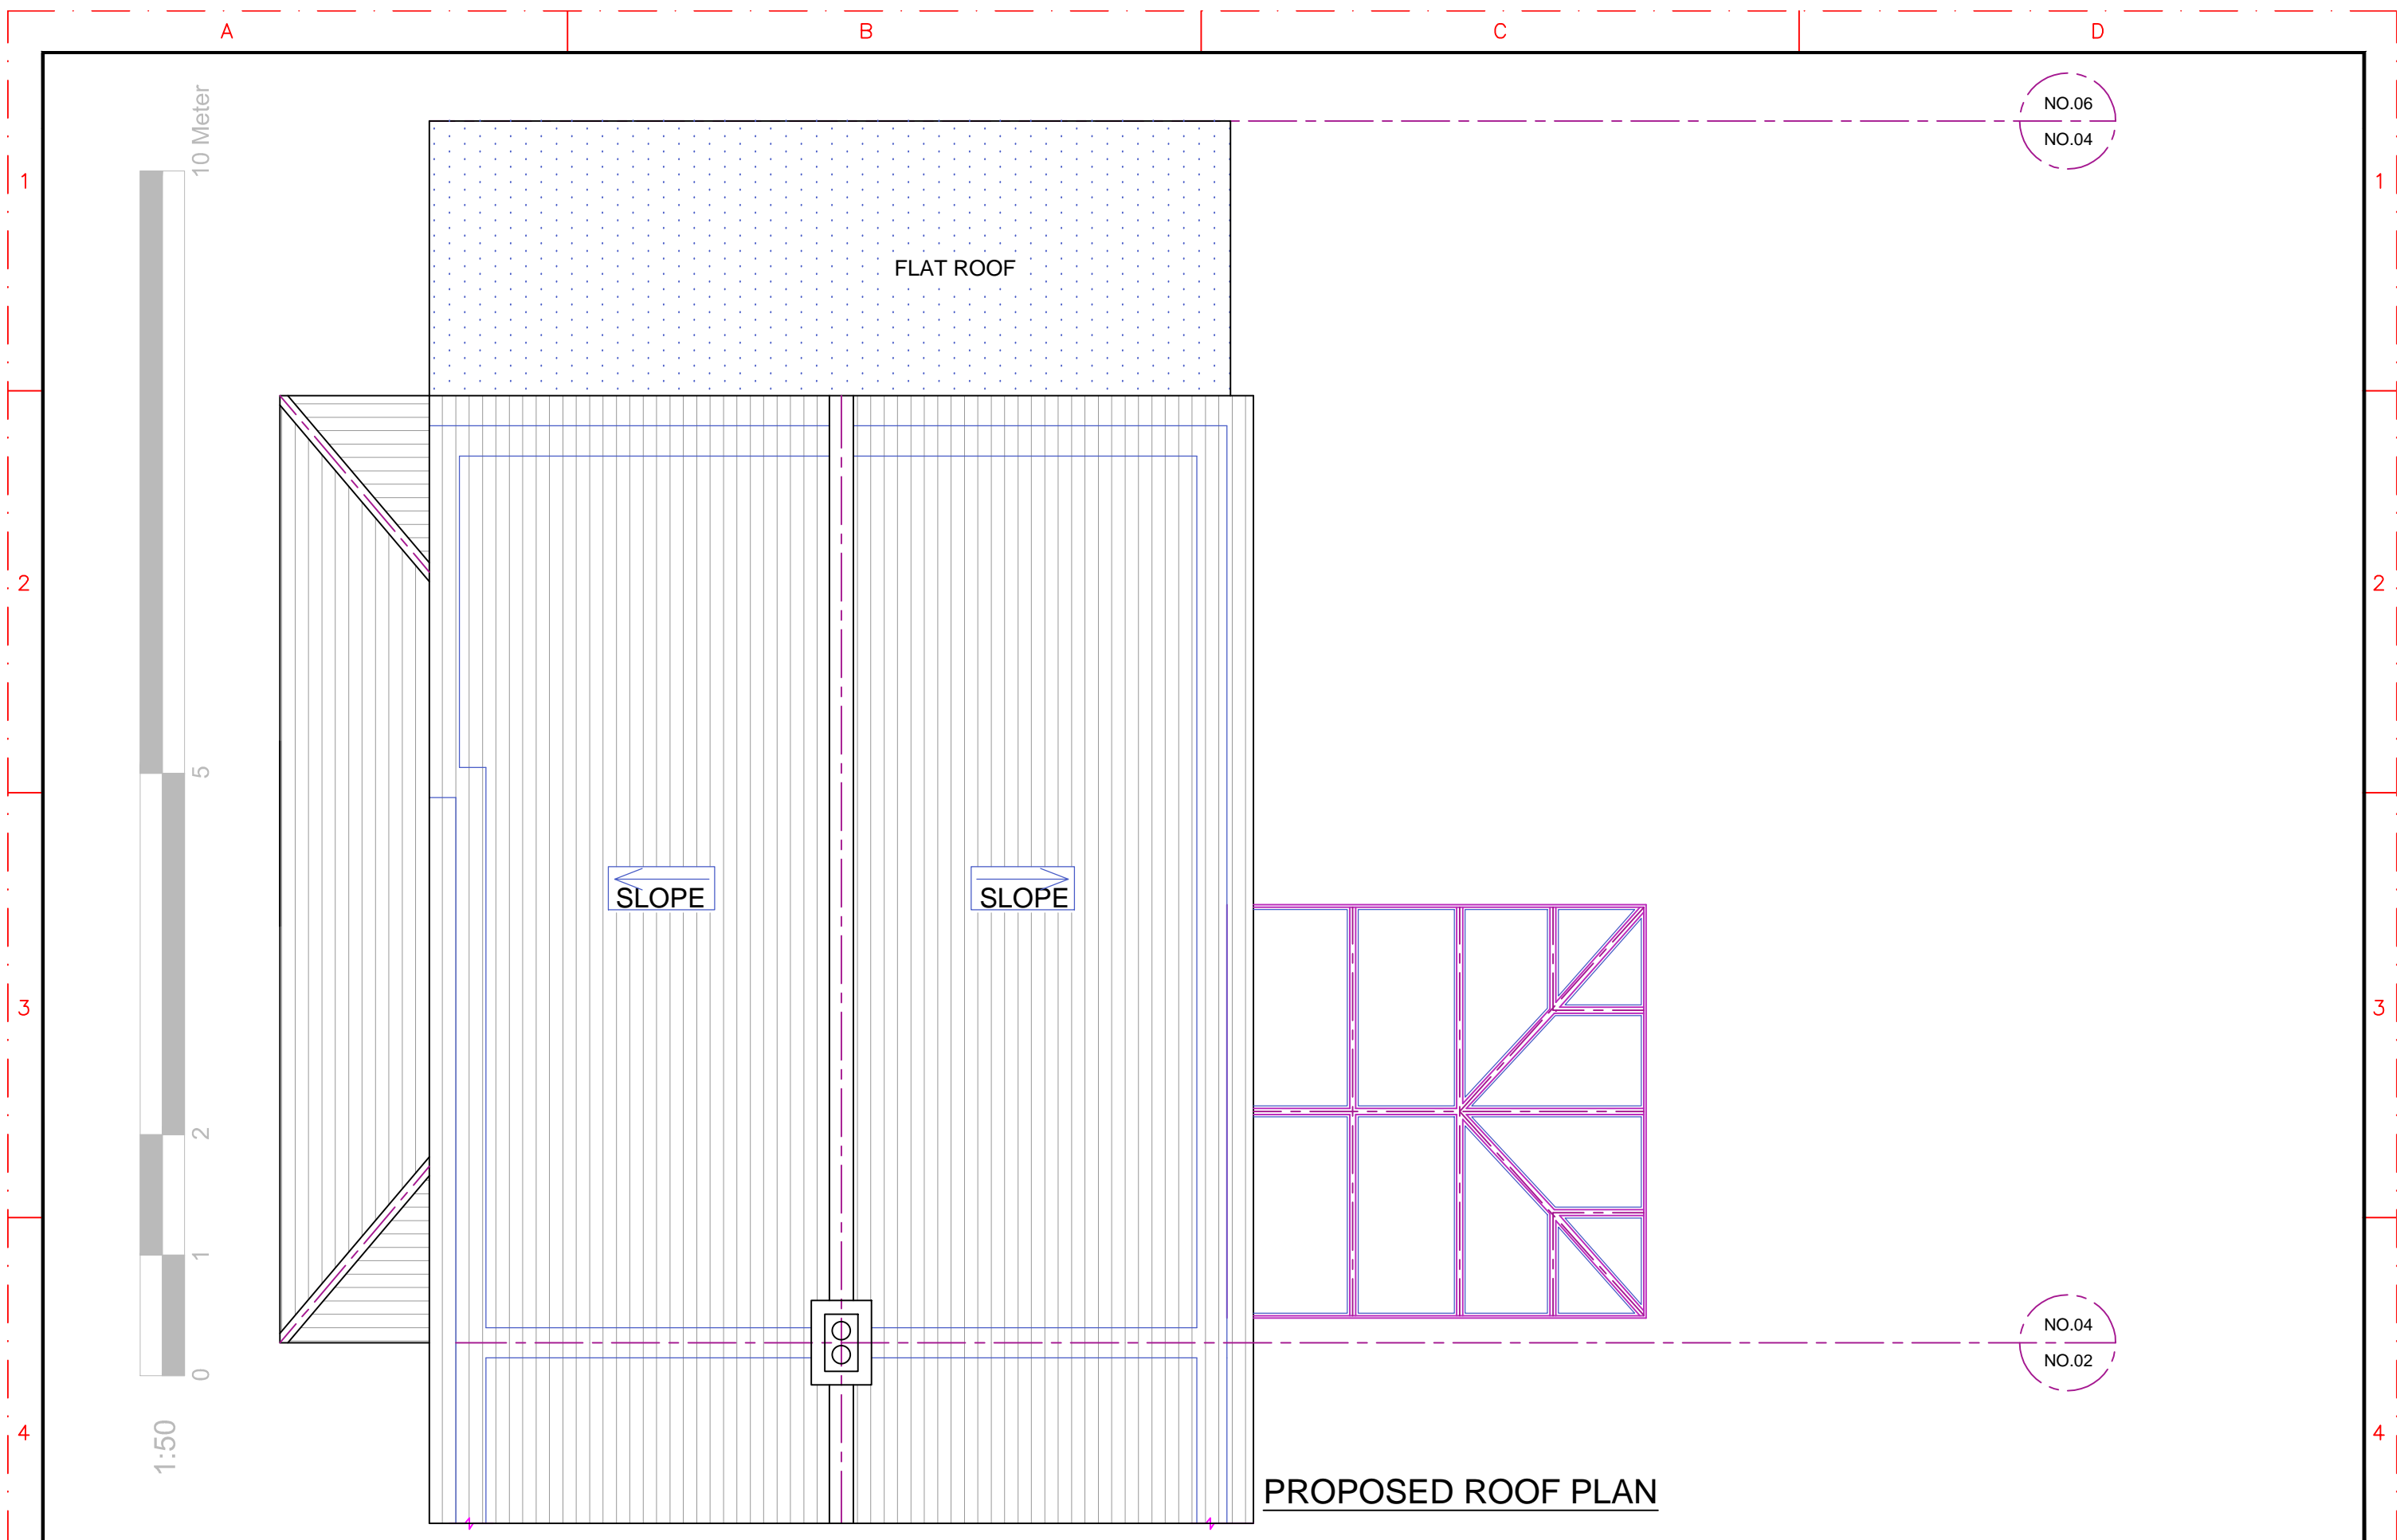 A B C D
10 Meter
NO.06
NO.04
1 1
FLAT ROOF
2 2
5
SLOPE SLOPE
3 3
2
1
NO.04
NO.02
0
4 4
1:50
PROPOSED ROOF PLAN